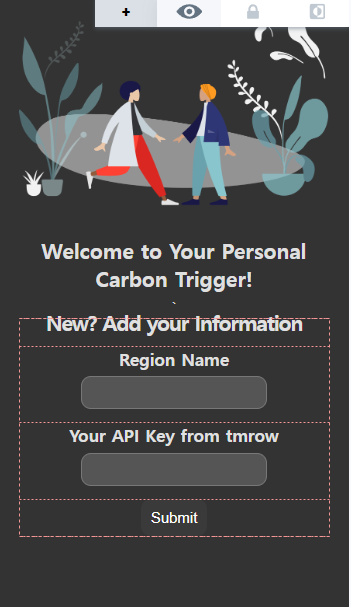 +
Welcome to Your Personal
Carbon Trigger!
`
New? Add your Information
Region Name
Your API Key from tmrow
Submit